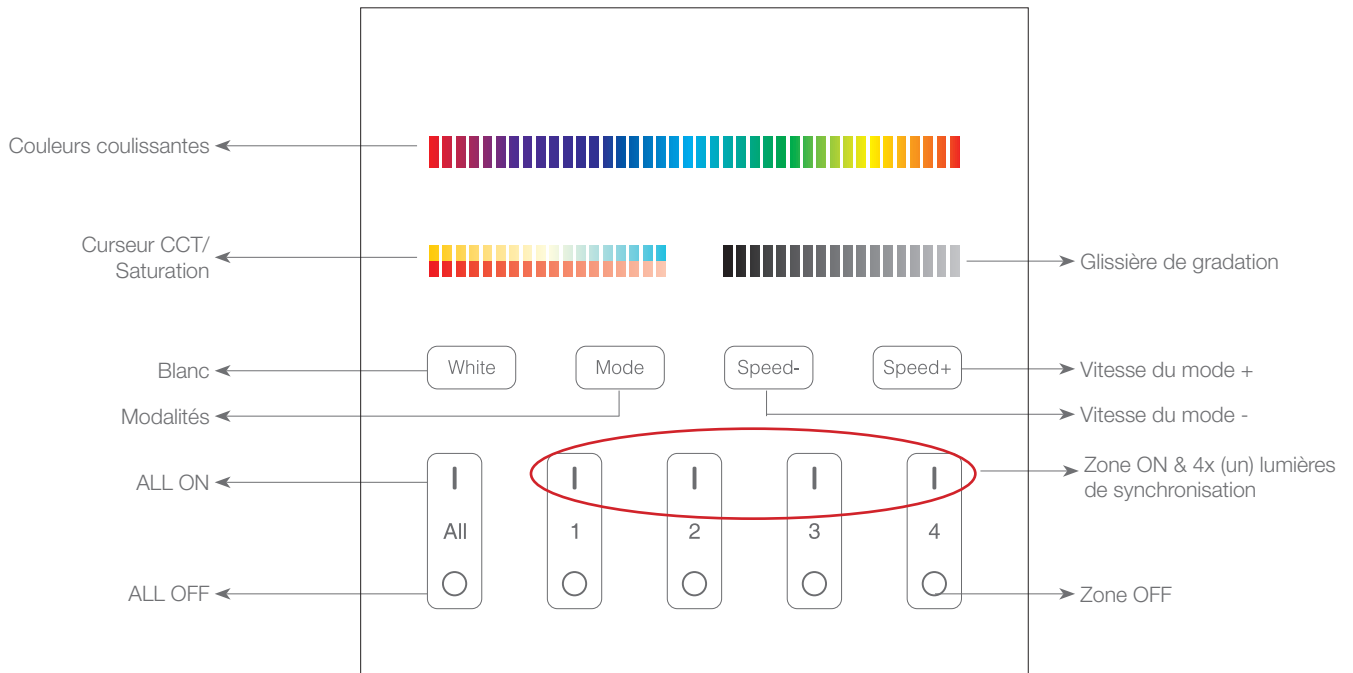 Couleurs coulissantes
Curseur CCT/
Saturation
Glissière de gradation
Blanc
White
Mode
Speed-
Speed+
Vitesse du mode +
Modalités
Vitesse du mode -
ALL ON
Zone ON & 4x (un) lumières
de synchronisation
All
1
2
3
4
ALL OFF
Zone OFF